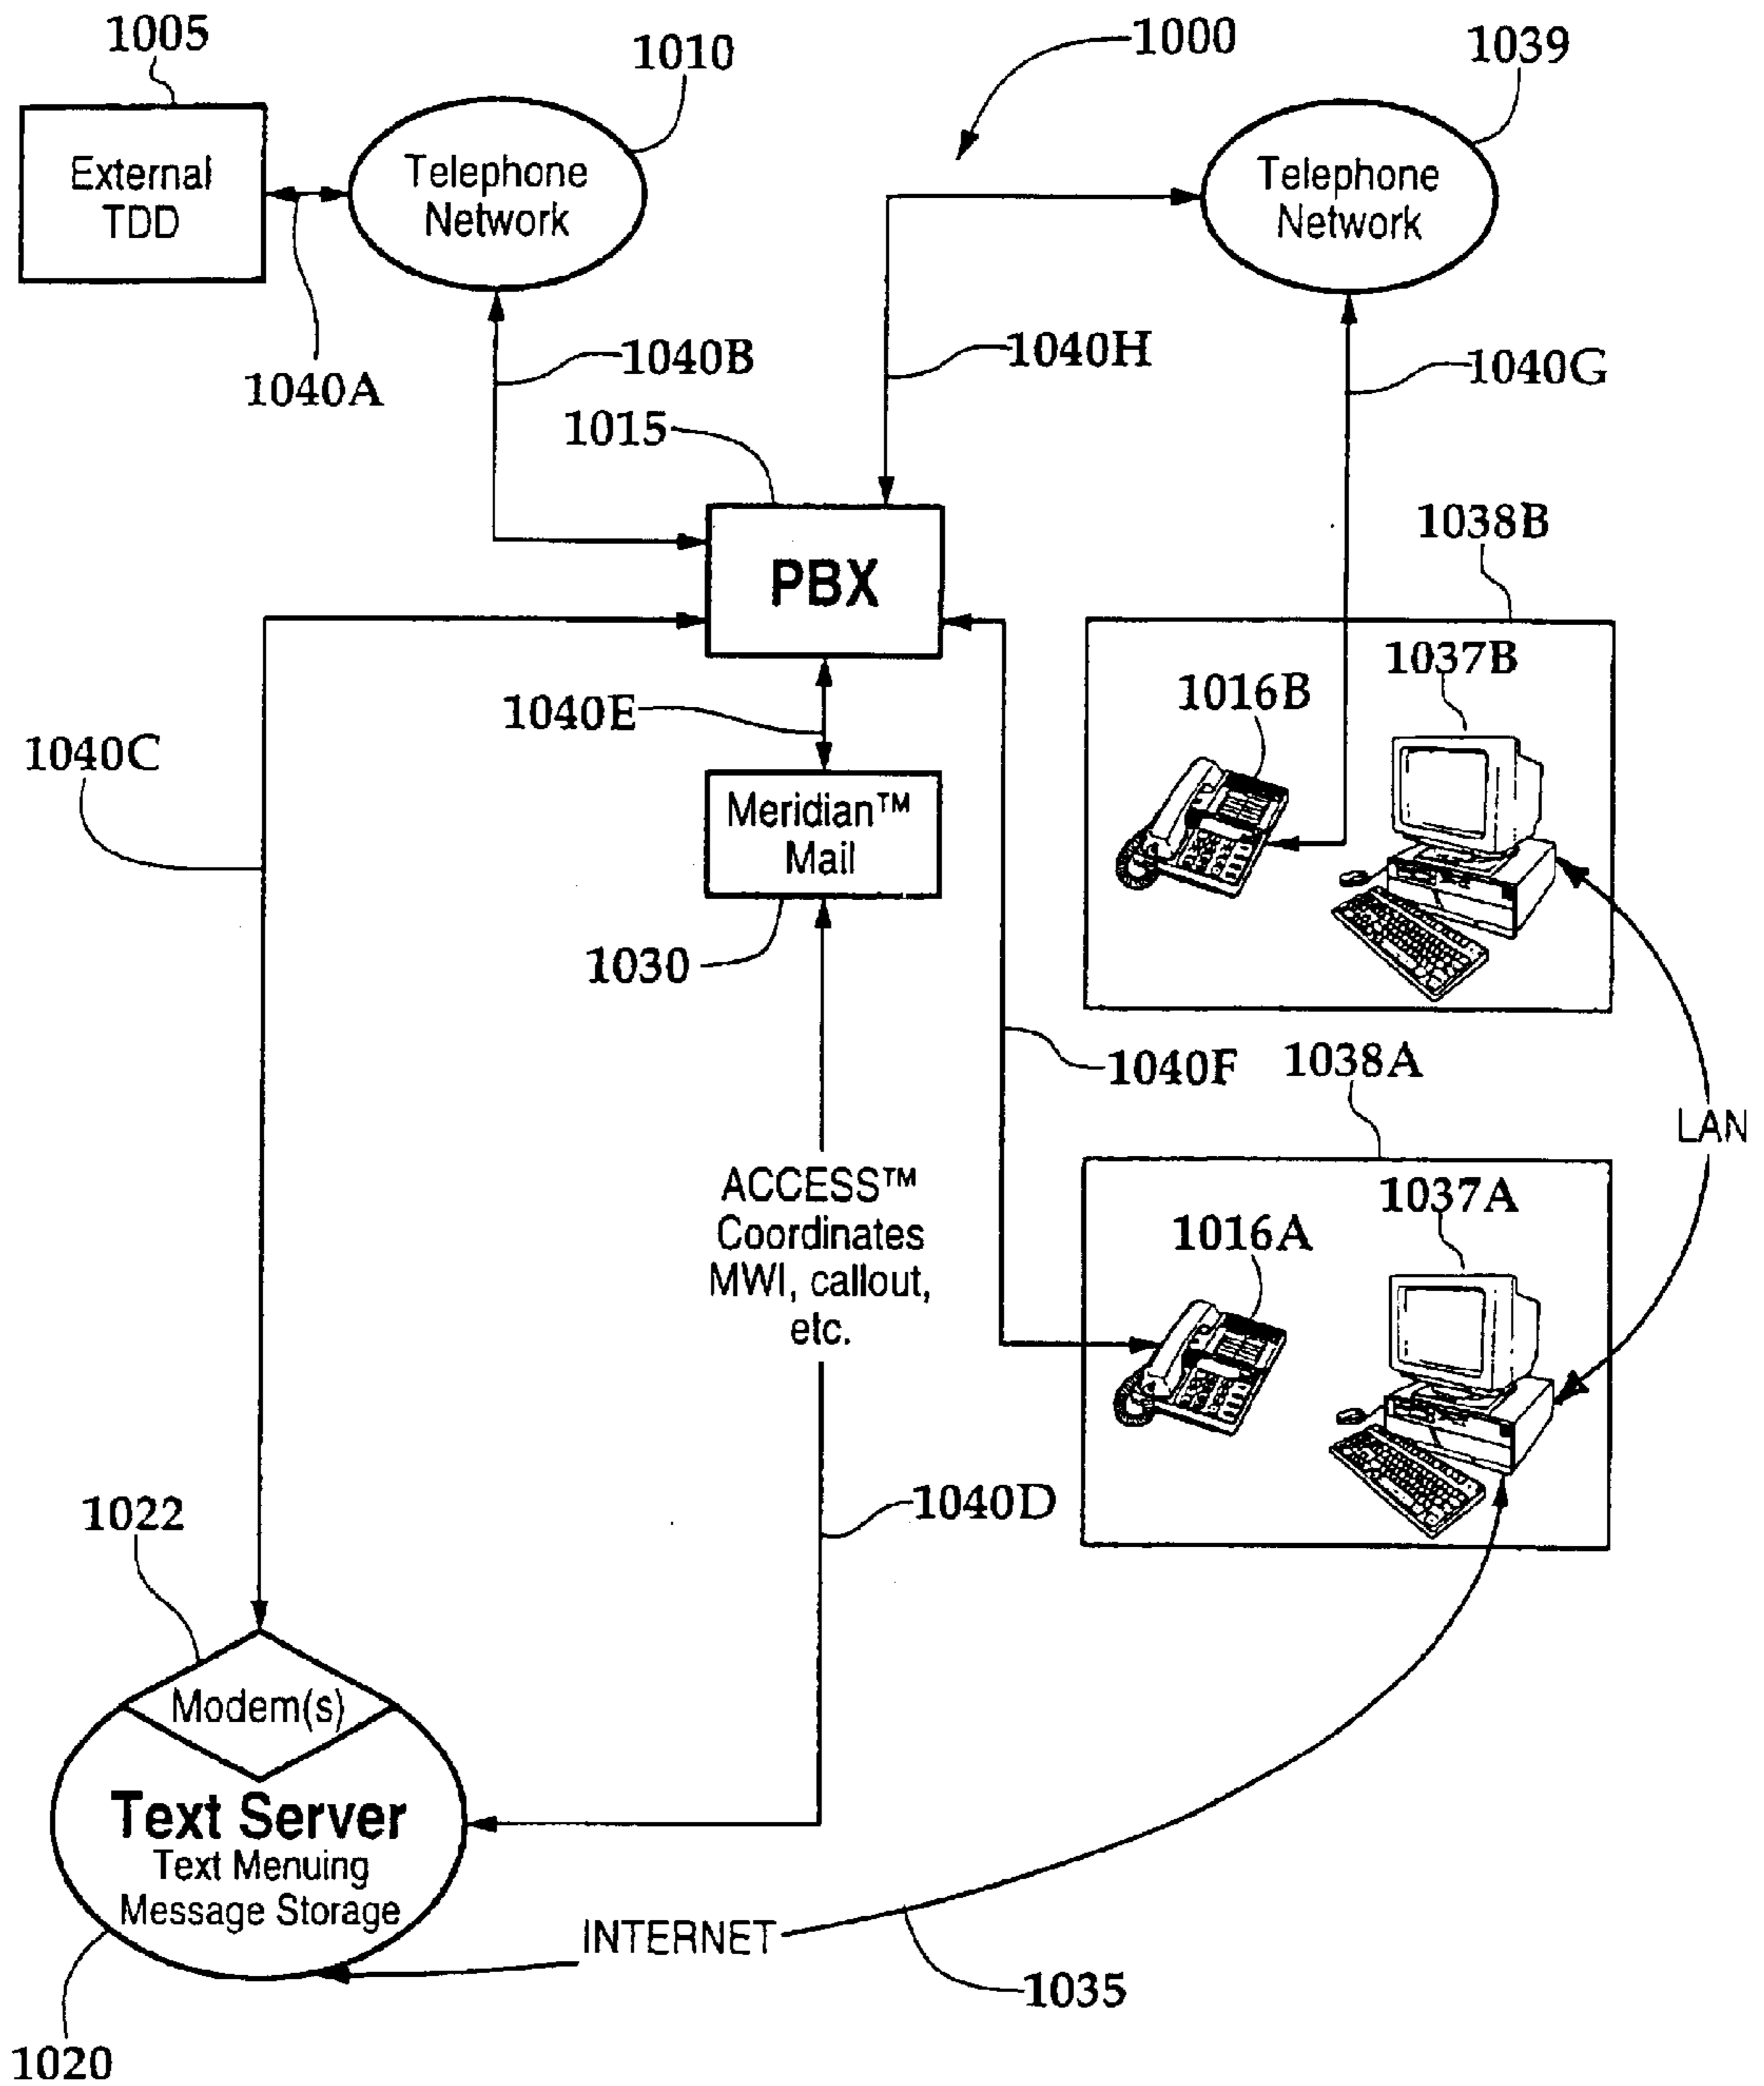 1005
1010
1000
1039
External
TDD
Telephone
Network
Telephone
Network
1040A
1040B
1040H
1040G
1015
PBX
1038B
1037B
1016B
1040E
1040C
Meridian™
Mail
1030
1040F
1038A
LAN
ACCESS™
Coordinates
MWI, callout,
etc.
1037A
1016A
1040D
1022
Modem(s)
Text Server
Text Menuing
Message Storage
INTERNET
1035
1020